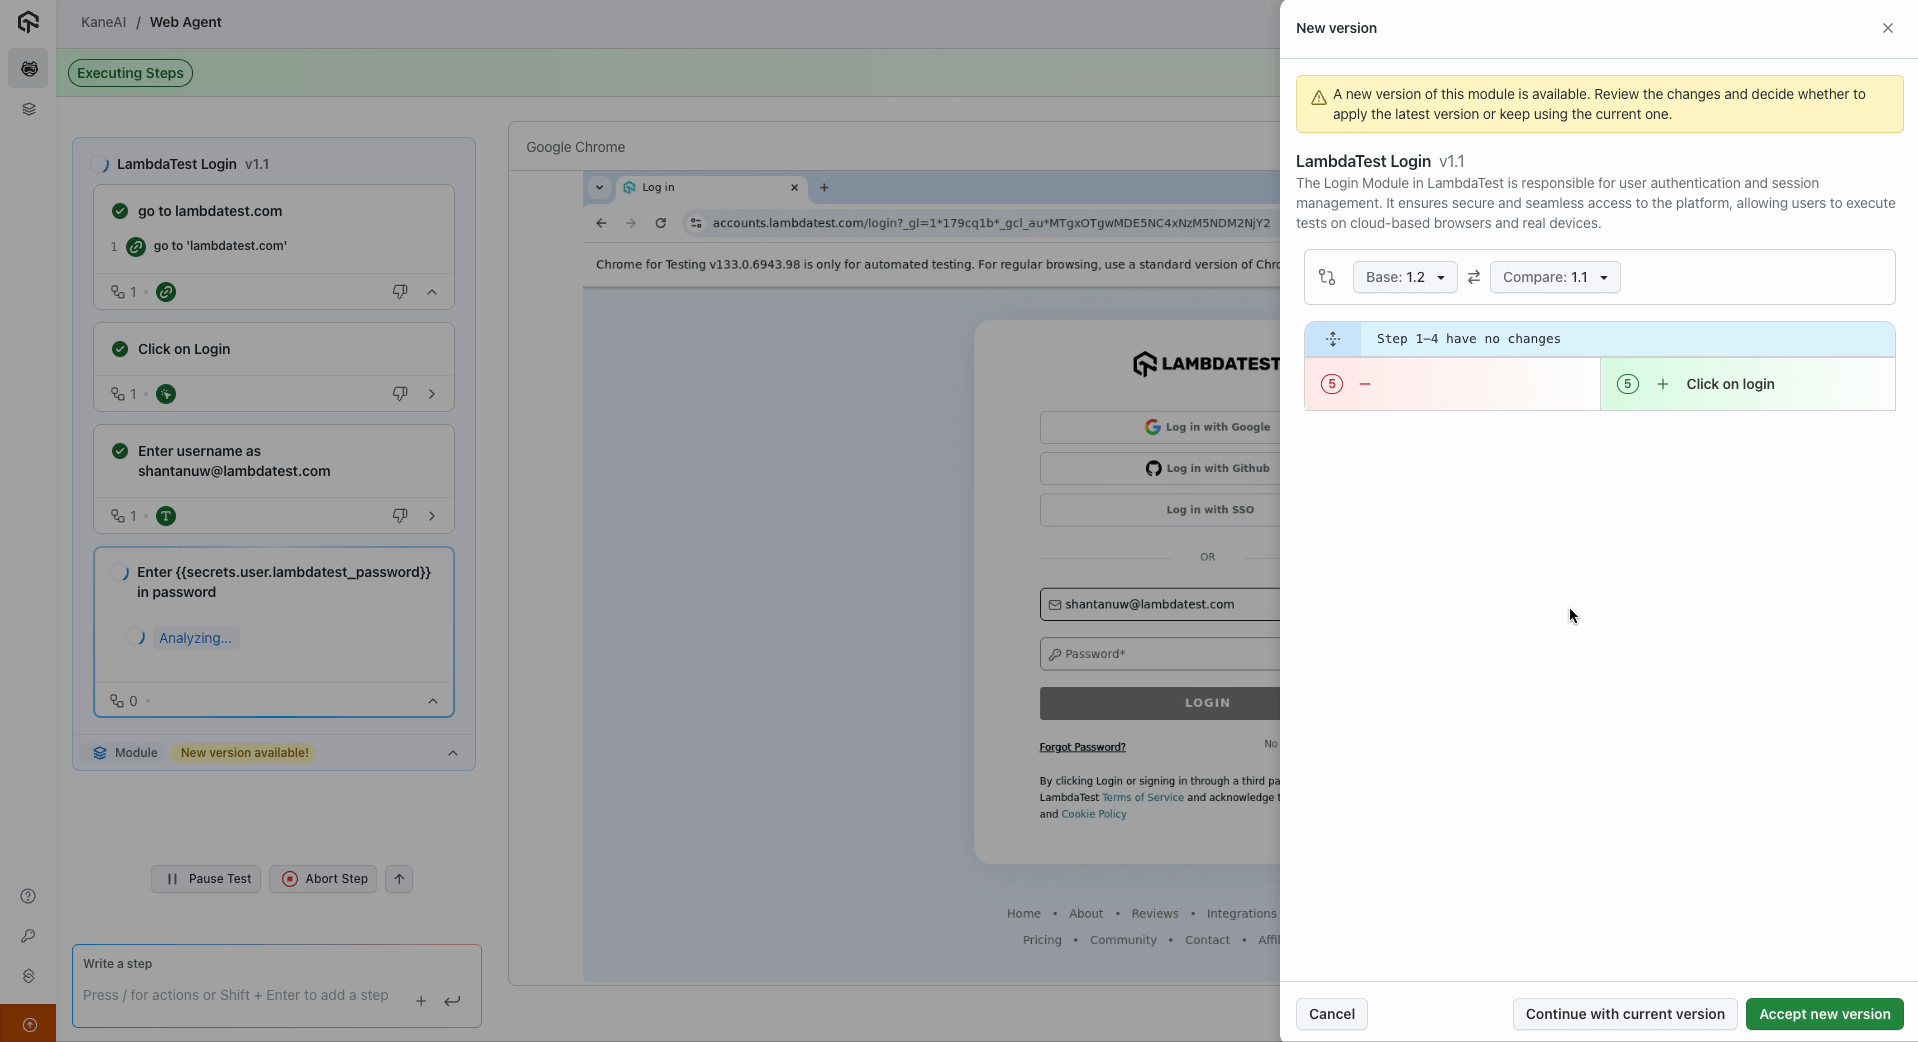 KaneAI / Web Agent
Executing Steps
LambdaTest Login v1.1
go to lambdatest.com
1 go to 'lambdatest.com'
1
Click on Login
1
Enter username as
shantanuw@lambdatest.com
1 T
Enter {{secrets.user.lambdatest_password}}
in password
Analyzing...
0
Module New version available!
Pause Test Abort Step
Write a step
Press / for actions or Shift + Enter to add a step
Google Chrome
Log in
accounts.lambdatest.com/login?_gl=1*179cq1b*_gcl_au*MTgxOTgwMDE5NC4xNzM5NDM2NjY2
Chrome for Testing v133.0.6943.98 is only for automated testing. For regular browsing, use a standard version of Chro
LAMBDATEST
Log in with Google
Log in with Github
Log in with SSO
OR
shantanuw@lambdatest.com
Password*
LOGIN
Forgot Password? No
By clicking Login or signing in through a third pa
LambdaTest Terms of Service and acknowledge t
and Cookie Policy
Home • About • Reviews • Integrations
Pricing • Community • Contact • Affil
New version
A new version of this module is available. Review the changes and decide whether to
apply the latest version or keep using the current one.
LambdaTest Login v1.1
The Login Module in LambdaTest is responsible for user authentication and session
management. It ensures secure and seamless access to the platform, allowing users to execute
tests on cloud-based browsers and real devices.
Base: 1.2 Compare: 1.1
Step 1–4 have no changes
5 − 5 + Click on login
Cancel Continue with current version Accept new version